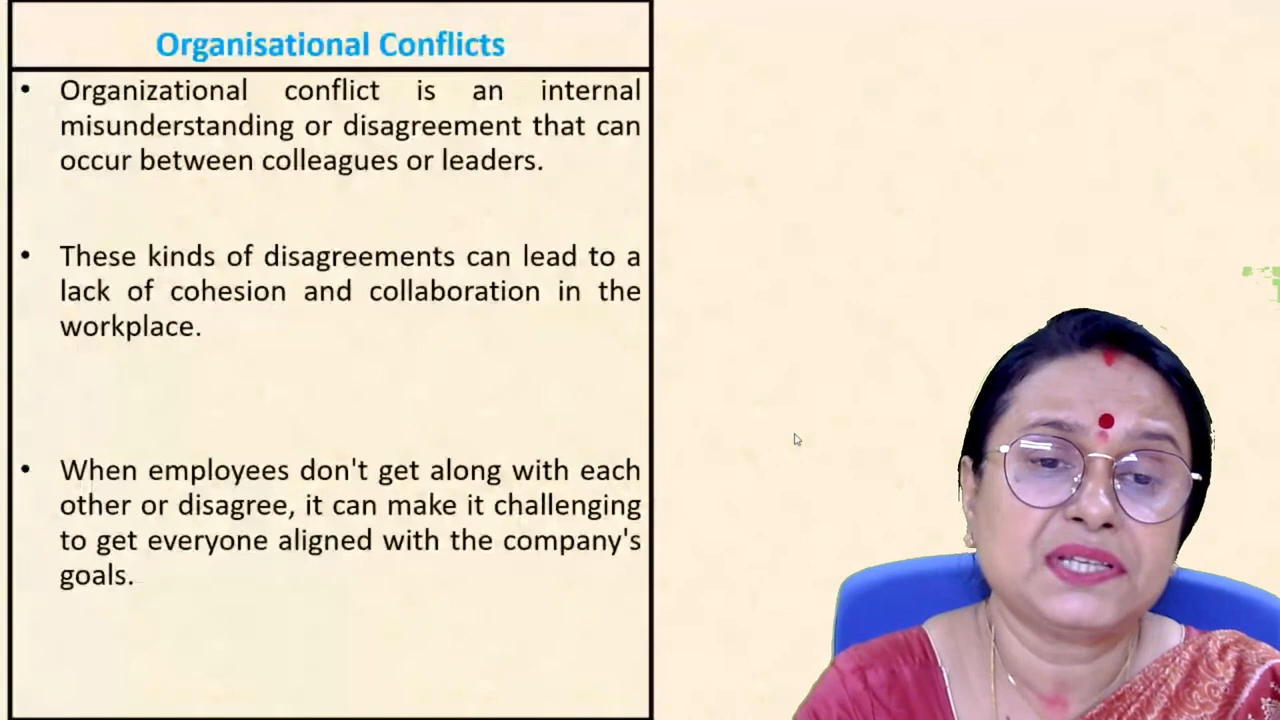 Organisational Conflicts
• Organizational conflict is an internal
misunderstanding or disagreement that can
occur between colleagues or leaders.
• These kinds of disagreements can lead to a
lack of cohesion and collaboration in the
workplace.
• When employees don't get along with each
other or disagree, it can make it challenging
to get everyone aligned with the company's
goals.